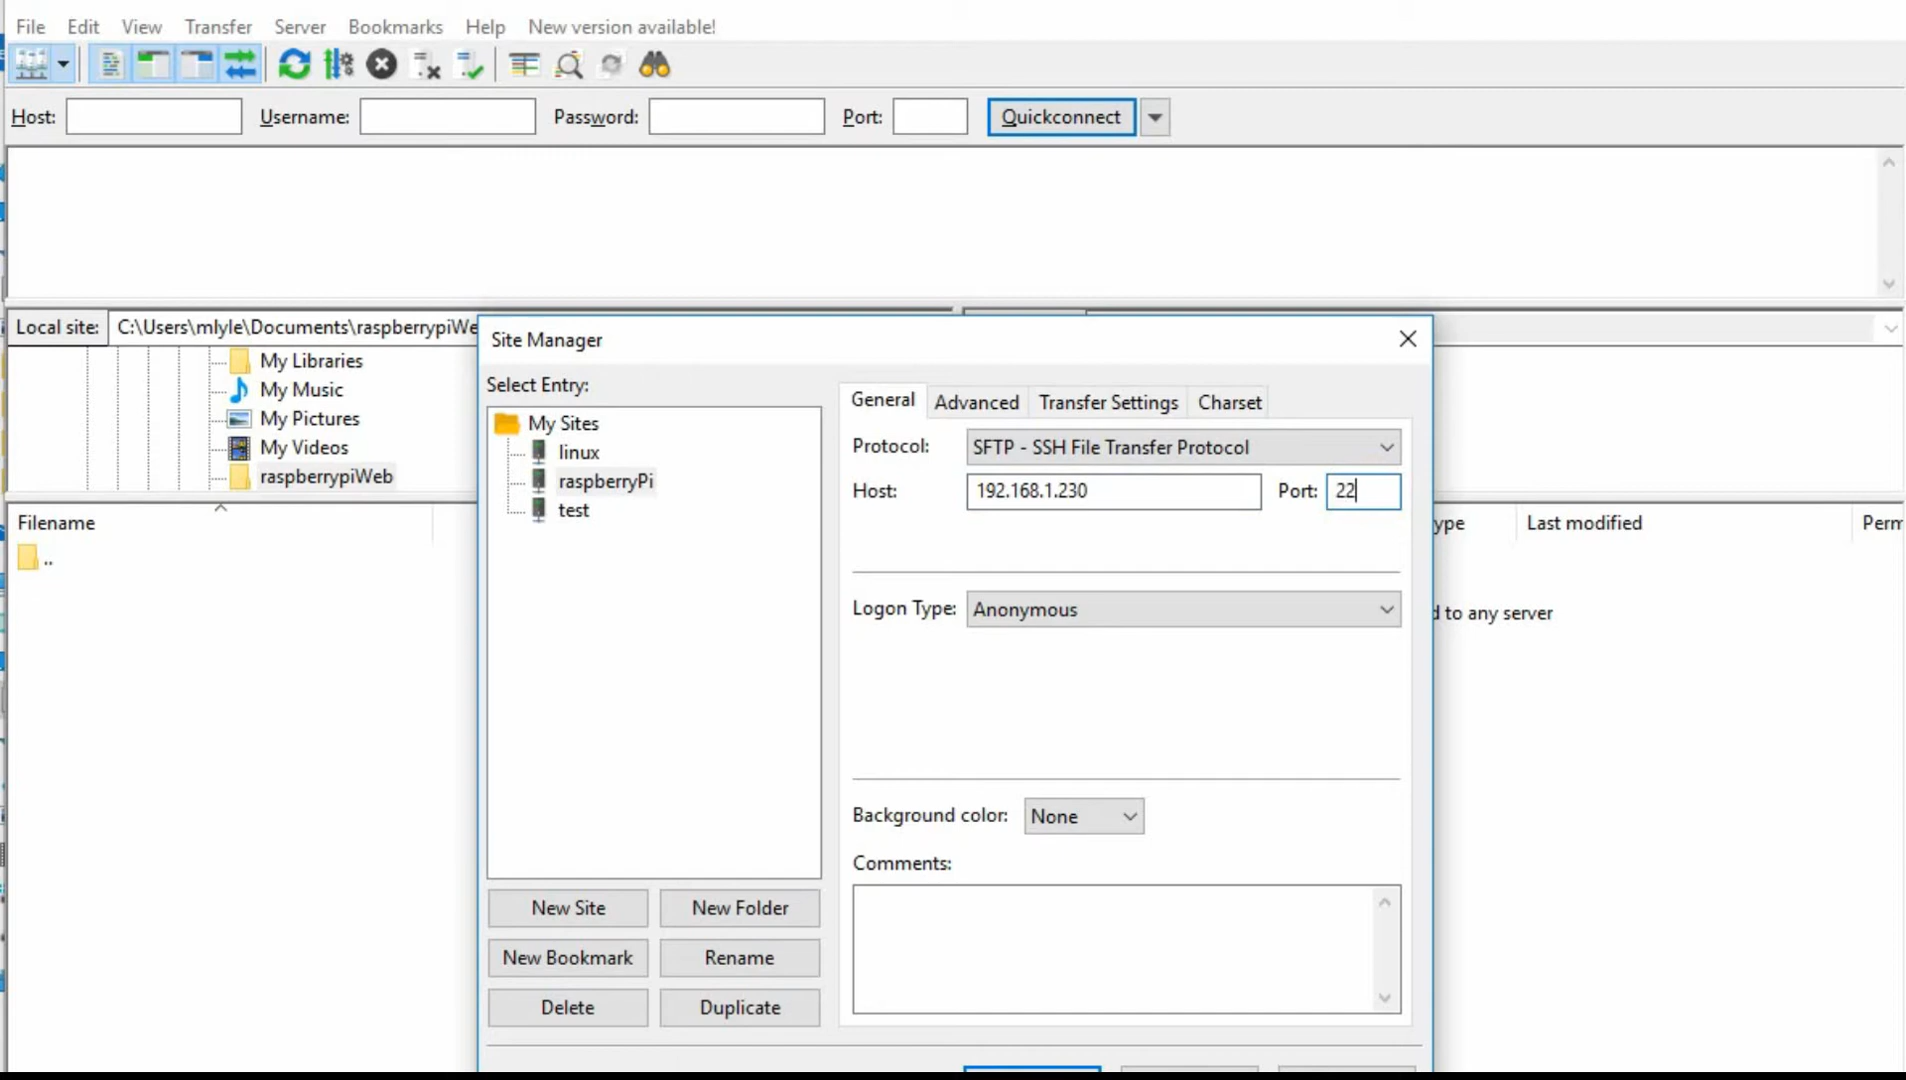 File Edit View Transfer Server Bookmarks Help New version available!
Host: Username: Password: Port: Quickconnect
Local site: C:\Users\mlyle\Documents\raspberrypiWe
My Libraries
My Music
My Pictures
My Videos
raspberrypiWeb
Filename
..
Site Manager
Select Entry:
My Sites
linux
raspberryPi
test
New Site New Folder
New Bookmark Rename
Delete Duplicate
General Advanced Transfer Settings Charset
Protocol: SFTP - SSH File Transfer Protocol
Host: 192.168.1.230 Port: 22
Logon Type: Anonymous
Background color: None
Comments:
ype Last modified Perm
d to any server